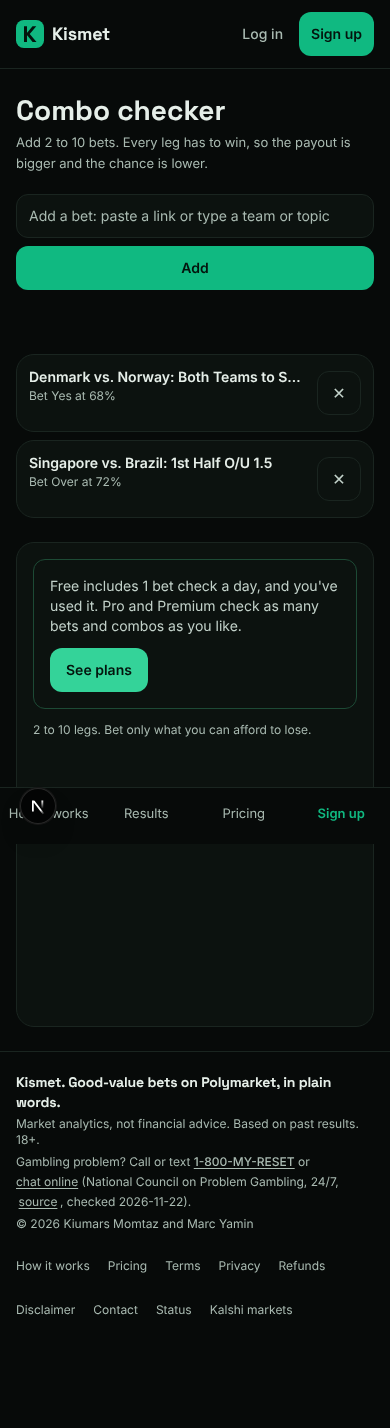 K Kismet Log in Sign up
Combo checker
Add 2 to 10 bets. Every leg has to win, so the payout is
bigger and the chance is lower.
Add a bet: paste a link or type a team or topic
Add
Denmark vs. Norway: Both Teams to S...
Bet Yes at 68%
✕
Singapore vs. Brazil: 1st Half O/U 1.5
Bet Over at 72%
✕
Free includes 1 bet check a day, and you've
used it. Pro and Premium check as many
bets and combos as you like.
See plans
2 to 10 legs. Bet only what you can afford to lose.
N works Results Pricing Sign up
Kismet. Good-value bets on Polymarket, in plain
words.
Market analytics, not financial advice. Based on past results.
18+.
Gambling problem? Call or text 1-800-MY-RESET or
chat online (National Council on Problem Gambling, 24/7,
source , checked 2026-11-22).
© 2026 Kiumars Momtaz and Marc Yamin
How it works Pricing Terms Privacy Refunds
Disclaimer Contact Status Kalshi markets